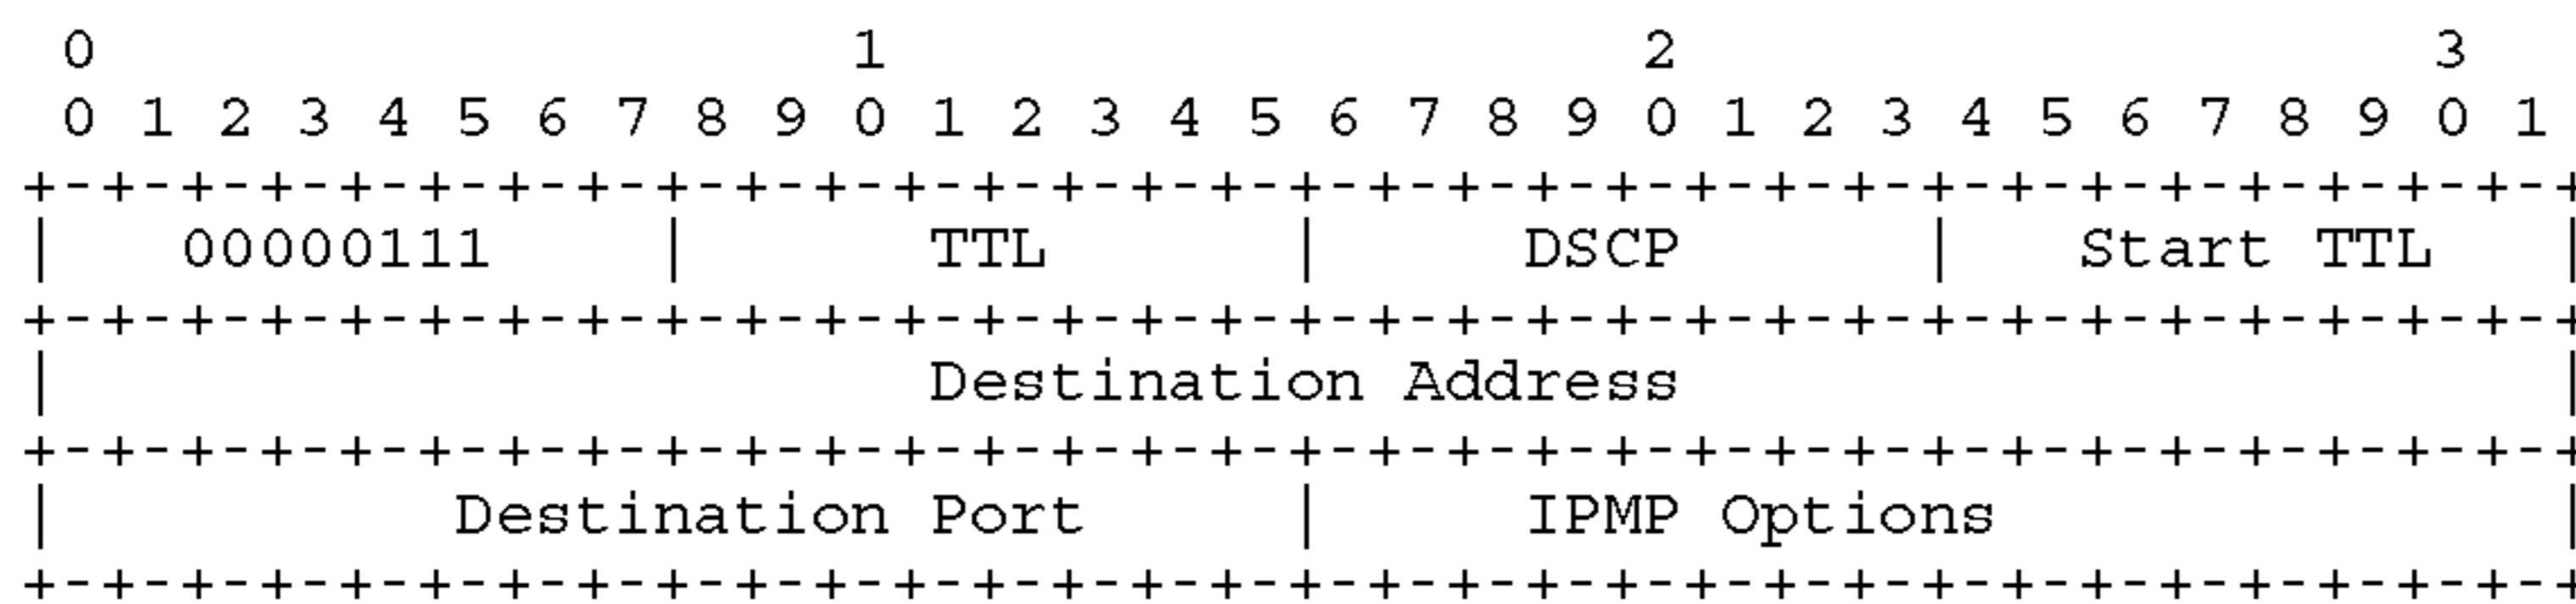 0                   1                   2                   3
0 1 2 3 4 5 6 7 8 9 0 1 2 3 4 5 6 7 8 9 0 1 2 3 4 5 6 7 8 9 0 1
+-+-+-+-+-+-+-+-+-+-+-+-+-+-+-+-+-+-+-+-+-+-+-+-+-+-+-+-+-+-+-+-+
|   00000111    |      TTL      |     DSCP      |   Start TTL   |
+-+-+-+-+-+-+-+-+-+-+-+-+-+-+-+-+-+-+-+-+-+-+-+-+-+-+-+-+-+-+-+-+
|                      Destination Address                      |
+-+-+-+-+-+-+-+-+-+-+-+-+-+-+-+-+-+-+-+-+-+-+-+-+-+-+-+-+-+-+-+-+
|          Destination Port     |     IPMP Options              |
+-+-+-+-+-+-+-+-+-+-+-+-+-+-+-+-+-+-+-+-+-+-+-+-+-+-+-+-+-+-+-+-+